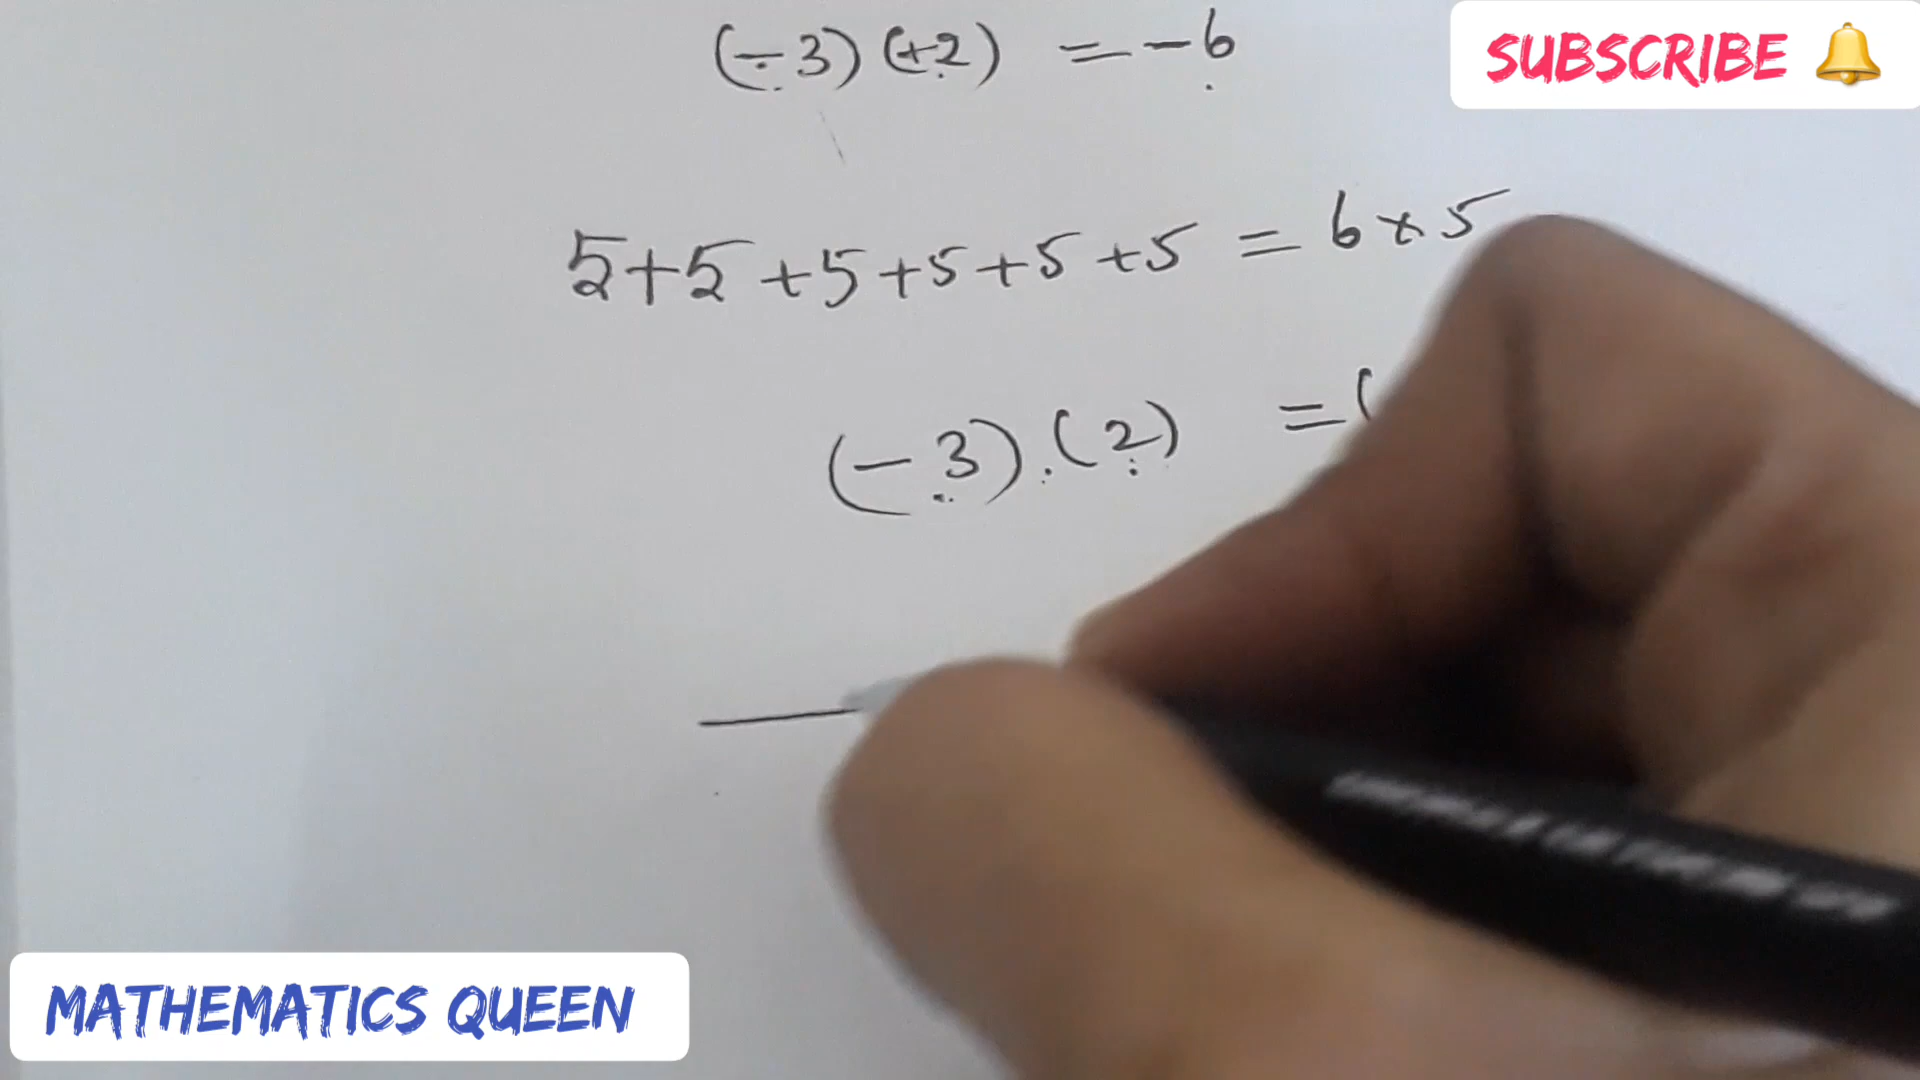 (-3) (+2) = -6
SUBSCRIBE
5+5+5+5+5+5 = 6×5
(-3).(2) = (
MATHEMATICS QUEEN